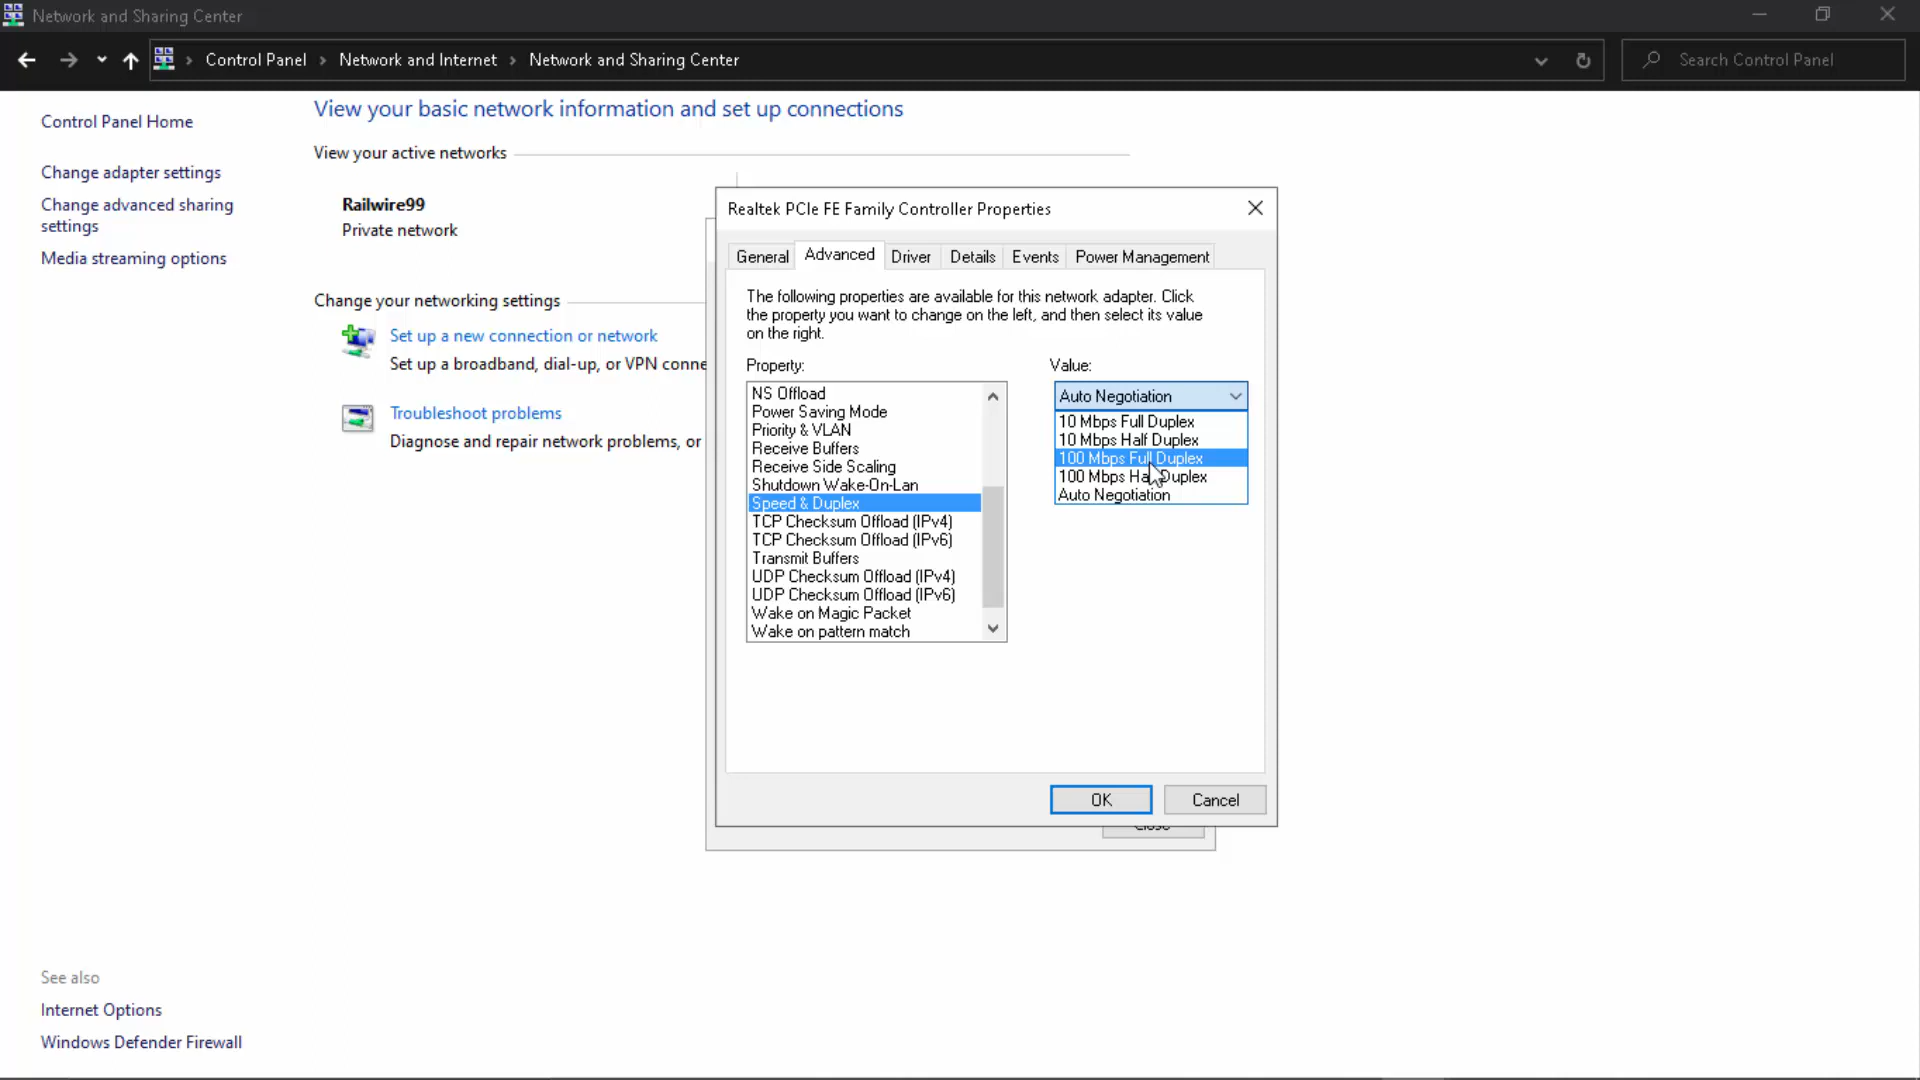 Network and Sharing Center
Control Panel > Network and Internet > Network and Sharing Center
Search Control Panel
Control Panel Home
Change adapter settings
Change advanced sharing
settings
Media streaming options
See also
Internet Options
Windows Defender Firewall
View your basic network information and set up connections
View your active networks
Railwire99
Private network
Change your networking settings
Set up a new connection or network
Set up a broadband, dial-up, or VPN conne
Troubleshoot problems
Diagnose and repair network problems, or
Realtek PCIe FE Family Controller Properties
General Advanced Driver Details Events Power Management
The following properties are available for this network adapter. Click
the property you want to change on the left, and then select its value
on the right.
Property:
NS Offload
Power Saving Mode
Priority & VLAN
Receive Buffers
Receive Side Scaling
Shutdown Wake-On-Lan
Speed & Duplex
TCP Checksum Offload (IPv4)
TCP Checksum Offload (IPv6)
Transmit Buffers
UDP Checksum Offload (IPv4)
UDP Checksum Offload (IPv6)
Wake on Magic Packet
Wake on pattern match
Value:
Auto Negotiation
10 Mbps Full Duplex
10 Mbps Half Duplex
100 Mbps Full Duplex
100 Mbps Half Duplex
Auto Negotiation
OK Cancel
Close